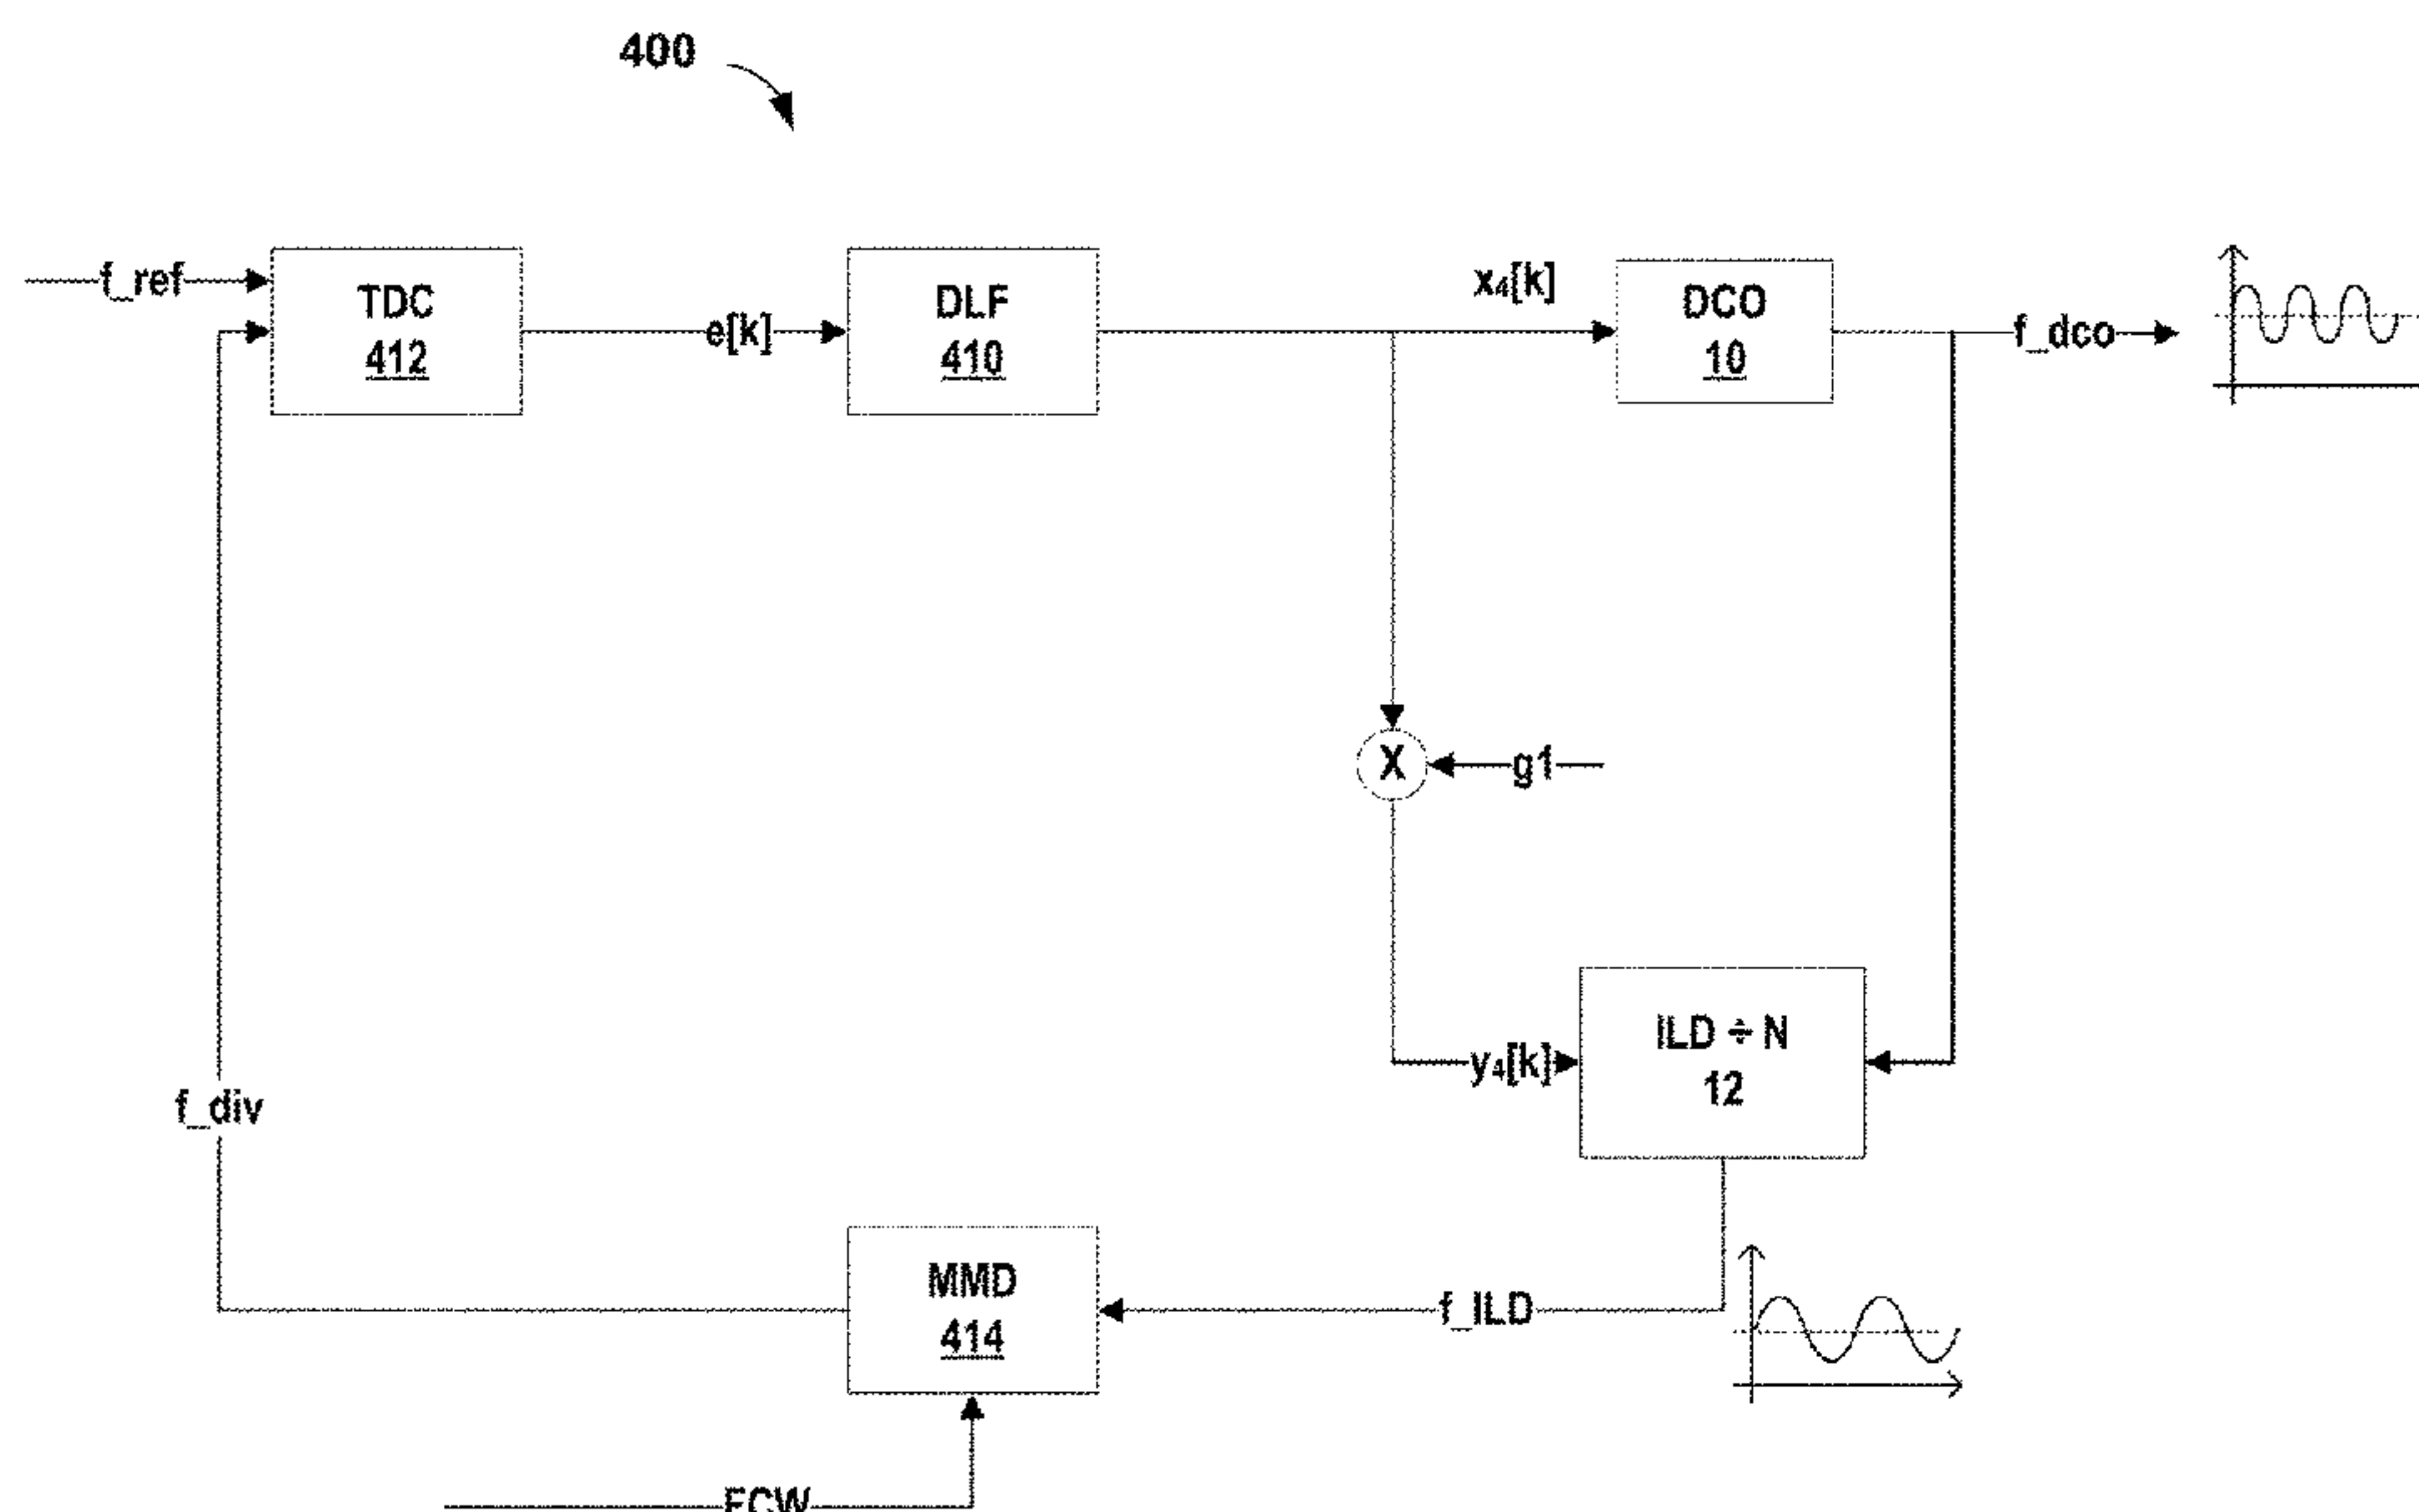 400
f_ref
TDC
412
e[k]
DLF
410
x₄[k]
DCO
10
f_dco
X
g1
y₄[k]
ILD ÷ N
12
f_div
MMD
414
f_ILD
FCW